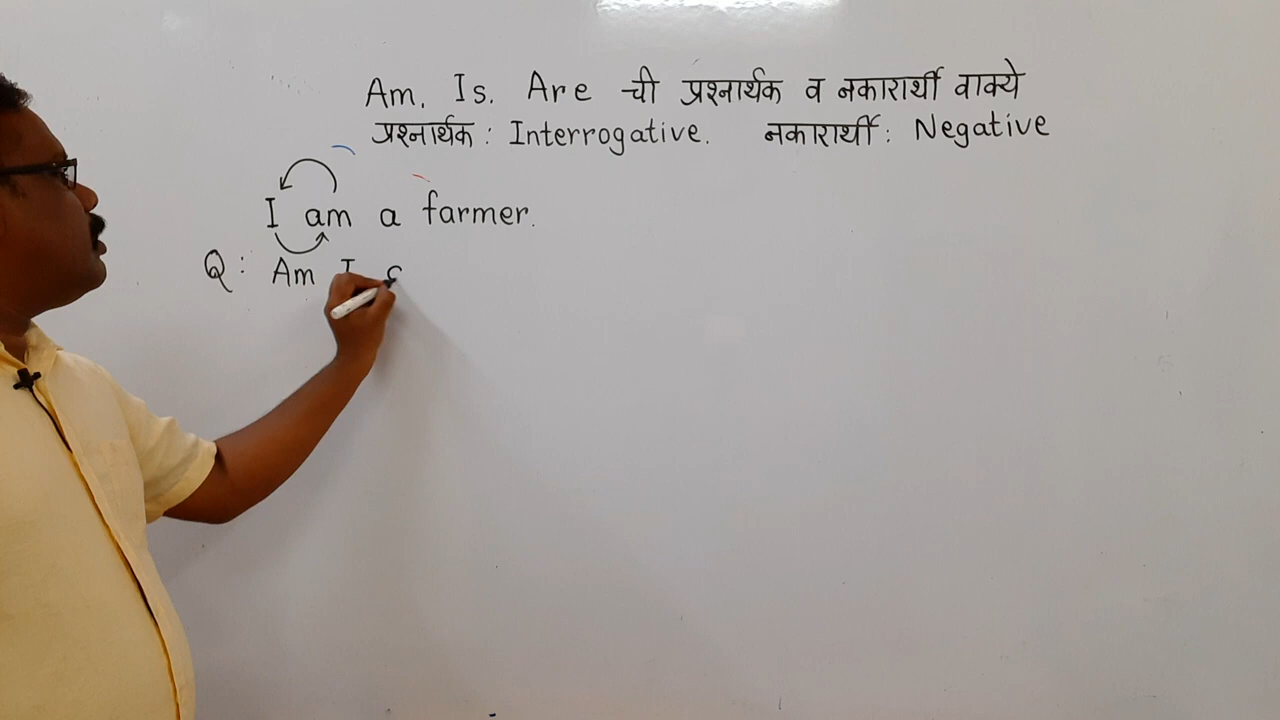 Am, Is, Are ची प्रश्नार्थक व नकारार्थी वाक्ये
प्रश्नार्थक : Interrogative. नकारार्थी : Negative
I am a farmer.
Q : Am I